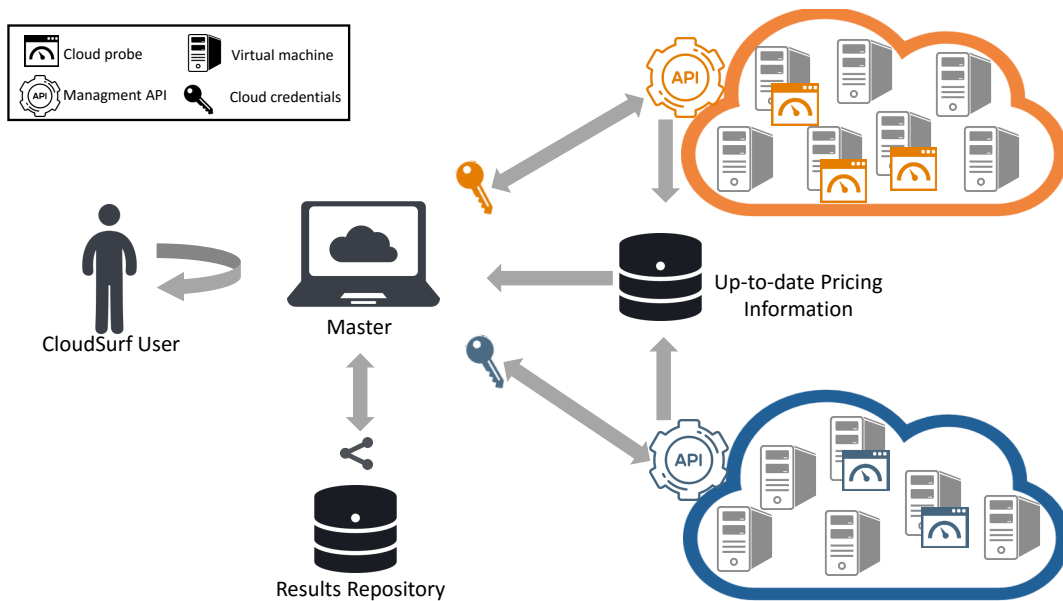 Cloud probe
Virtual machine
API
Managment API
Cloud credentials
API
Up-to-date Pricing
Information
Master
CloudSurf User
API
Results Repository